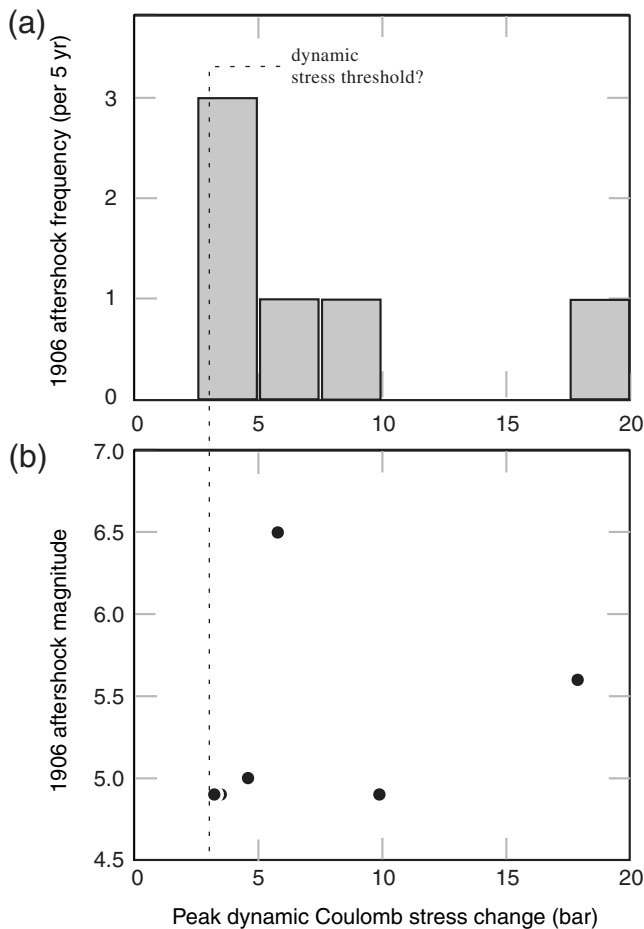 (a)
1906 aftershock frequency (per 5 yr)
dynamic
stress threshold?
3
2
1
0
0 5 10 15 20
(b)
1906 aftershock magnitude
7.0
6.5
6.0
5.5
5.0
4.5
0 5 10 15 20
Peak dynamic Coulomb stress change (bar)